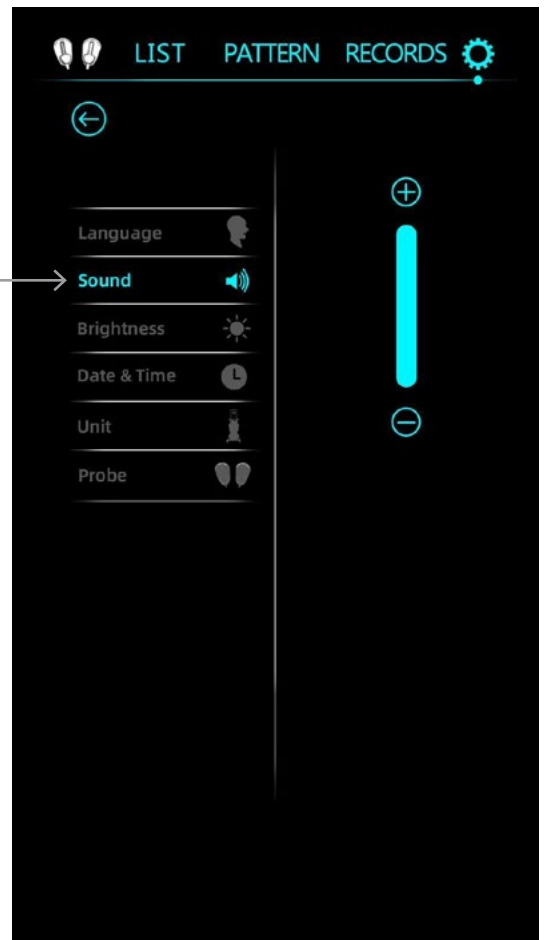 LIST PATTERN RECORDS
Language
Sound
Brightness
Date & Time
Unit
Probe